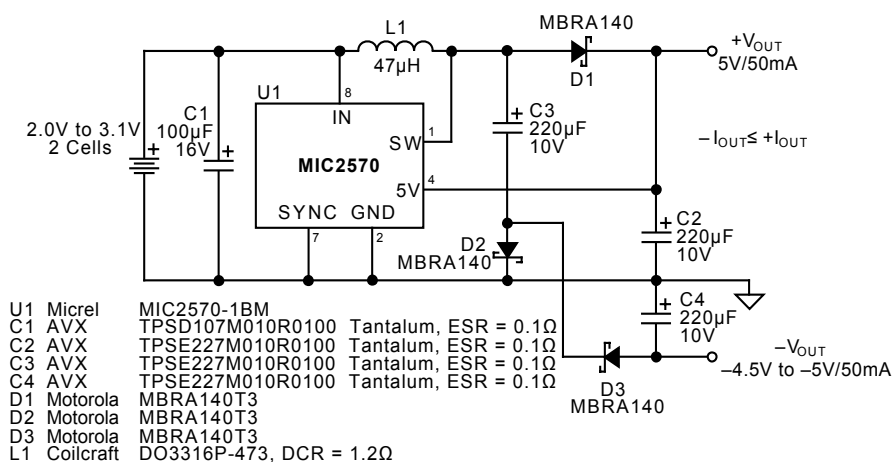 MBRA140
L1
+VOUT
5V/50mA
47µH
D1
U1
8
IN
C1
100µF
16V
C3
220µF
10V
2.0V to 3.1V
2 Cells
SW
1
–IOUT≤ +IOUT
MIC2570
5V
4
SYNC GND
7
2
C2
220µF
10V
D2
MBRA140
C4
220µF
10V
–VOUT
–4.5V to –5V/50mA
D3
MBRA140
U1 Micrel MIC2570-1BM
C1 AVX TPSD107M010R0100 Tantalum, ESR = 0.1Ω
C2 AVX TPSE227M010R0100 Tantalum, ESR = 0.1Ω
C3 AVX TPSE227M010R0100 Tantalum, ESR = 0.1Ω
C4 AVX TPSE227M010R0100 Tantalum, ESR = 0.1Ω
D1 Motorola MBRA140T3
D2 Motorola MBRA140T3
D3 Motorola MBRA140T3
L1 Coilcraft DO3316P-473, DCR = 1.2Ω